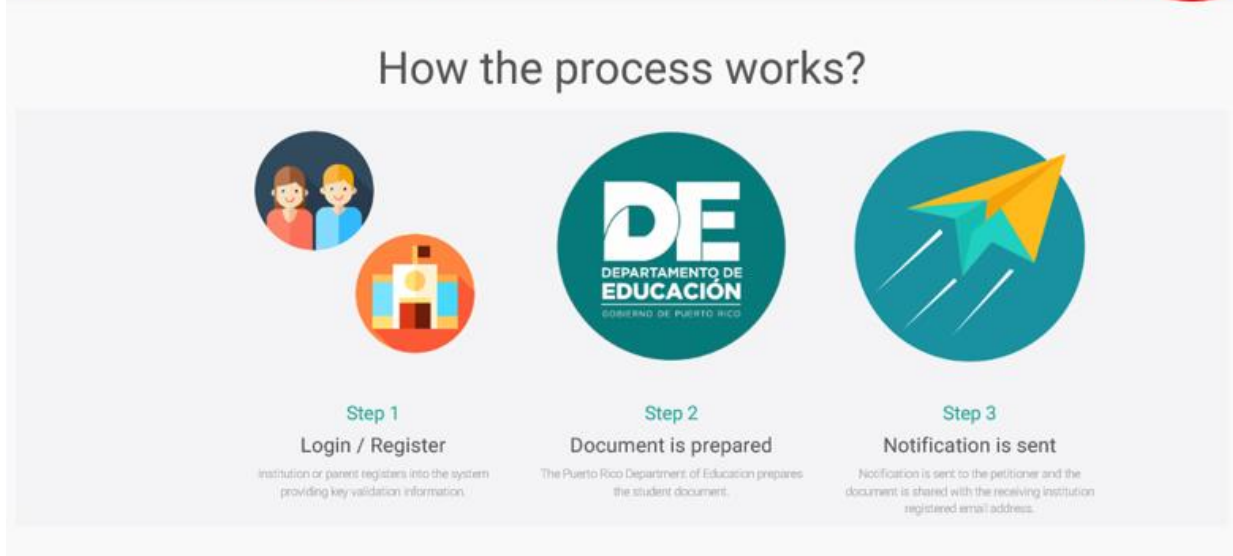 How the process works?
DE
DEPARTAMENTO DE
EDUCACIÓN
GOBIERNO DE PUERTO RICO
Step 1
Login / Register
Institution or parent registers into the system
providing key validation information.
Step 2
Document is prepared
The Puerto Rico Department of Education prepares
the student document.
Step 3
Notification is sent
Notification is sent to the petitioner and the
document is shared with the receiving institution
registered email address.